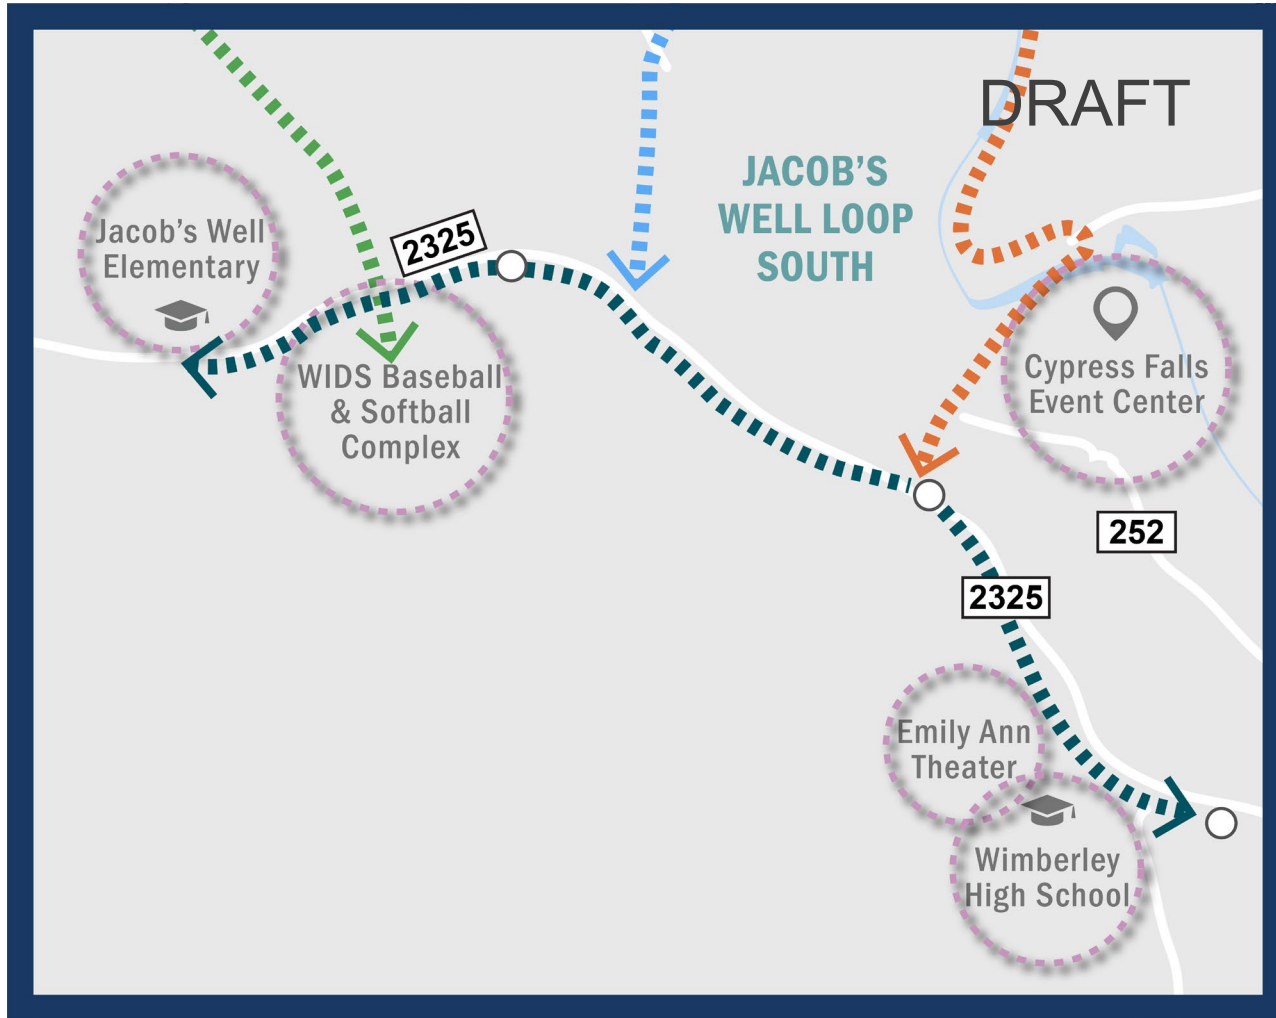 DRAFT
JACOB'S
WELL LOOP
SOUTH
Jacob's Well
Elementary
2325
WIDS Baseball
& Softball
Complex
Cypress Falls
Event Center
252
2325
Emily Ann
Theater
Wimberley
High School